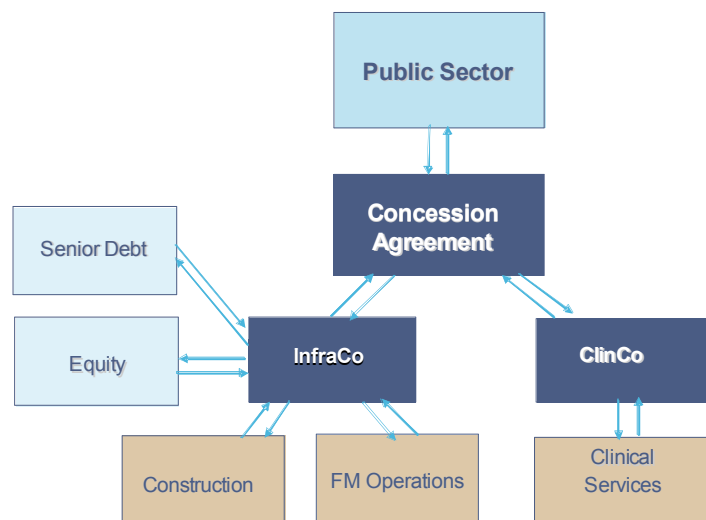 Public Sector
Concession
Agreement
Senior Debt
Equity
InfraCo
ClinCo
Construction
FM Operations
Clinical
Services